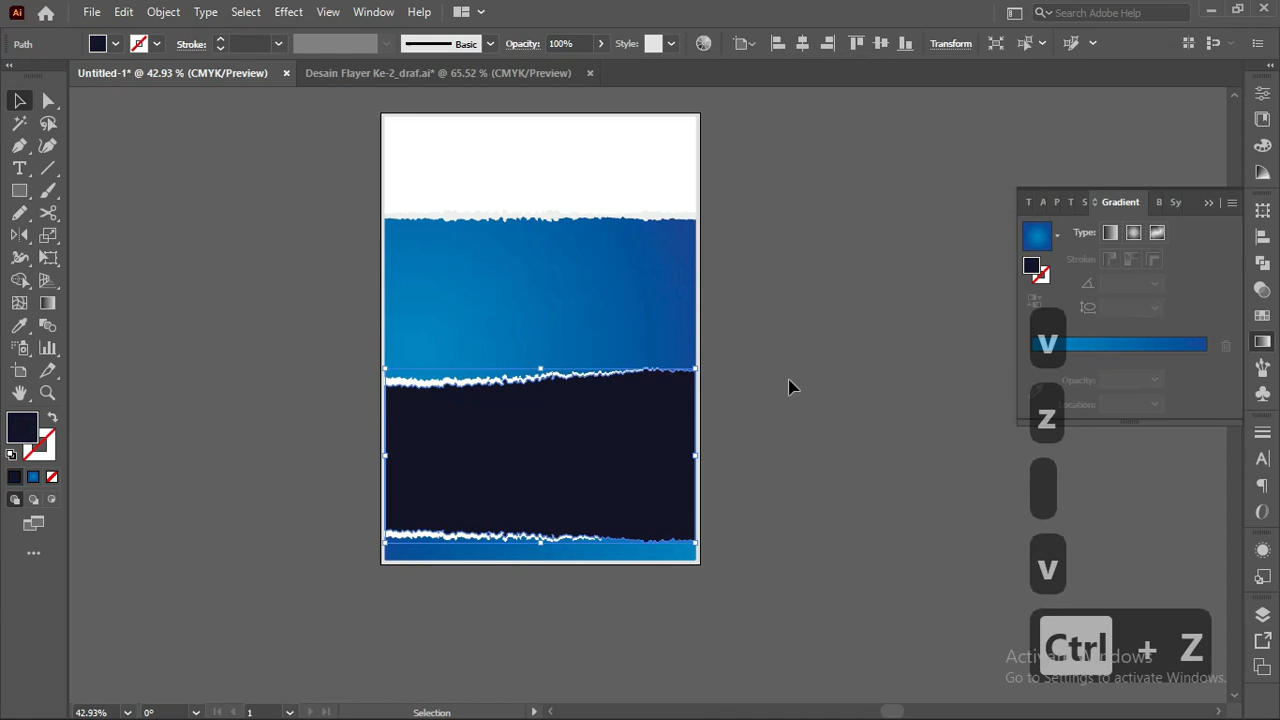 Ai File Edit Object Type Select Effect View Window Help Search Adobe Help
Path Stroke: Basic Opacity: 100% Style: Transform
Untitled-1* @ 42.93 % (CMYK/Preview) × Desain Flayer Ke-2_draf.ai* @ 65.52 % (CMYK/Preview) ×
T A P T S Gradient B Sy
Type:
Stroke:
v
Opacity:
z
Location:
v
Ctrl + Z
Activate Windows
Go to Settings to activate Windows.
42.93% 0° 1 Selection